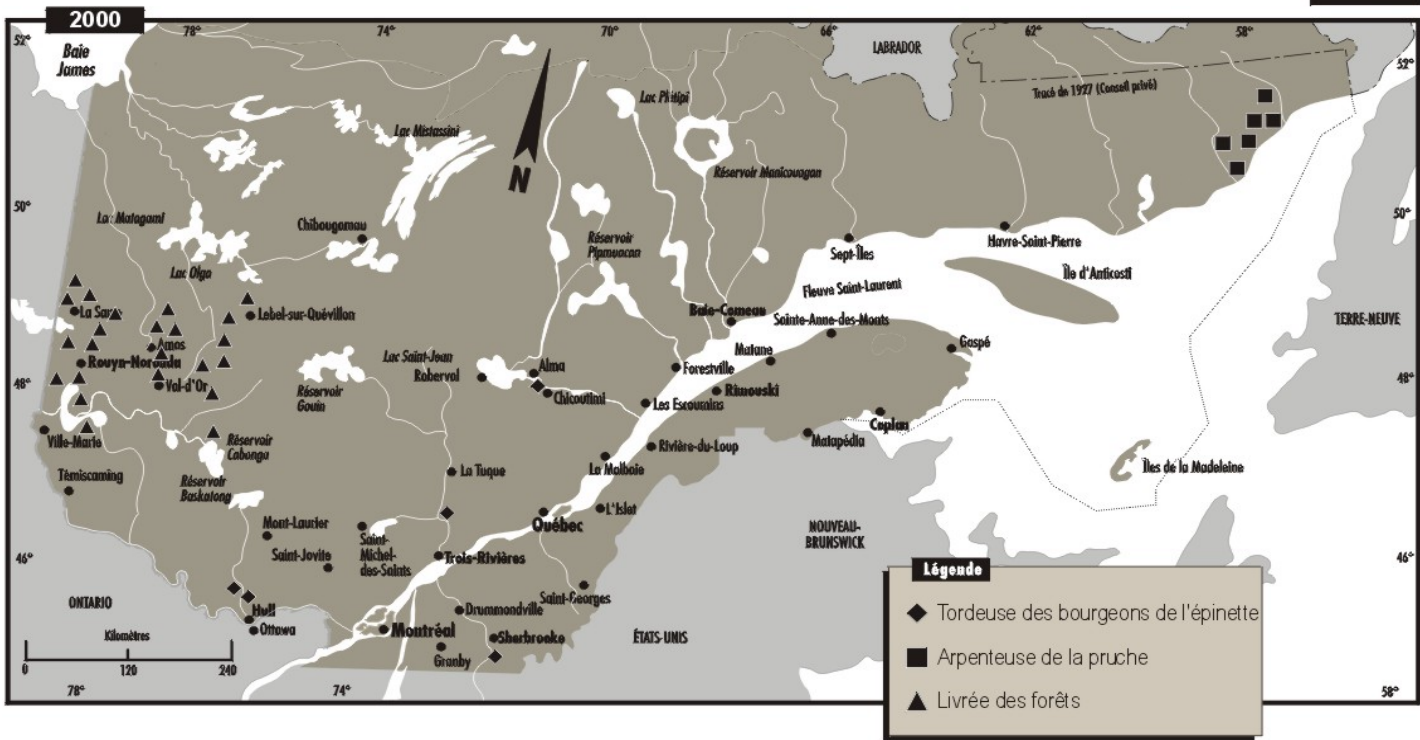 2000
78°
74°
70°
66°
62°
58°
52°
Baie
James
LABRADOR
52°
Tracé de 1927 (Conseil privé)
Lac Plétipi
Lac Mistassini
N
Réservoir Manicouagan
50°
Lac Matagami
Chibougamau
Réservoir
Pipmuacan
50°
Havre-Saint-Pierre
Sept-Îles
Lac Olga
Île d'Anticosti
Fleuve Saint-Laurent
La Sarre
Lebel-sur-Quévillon
Baie-Comeau
Sainte-Anne-des-Monts
TERRE-NEUVE
Amos
Gaspé
Matane
Rouyn-Noranda
Lac Saint-Jean
Roberval
Alma
Forestville
48°
Val-d'Or
48°
Réservoir
Gouin
Chicoutimi
Rimouski
Les Escoumins
Caplan
Ville-Marie
Réservoir
Cabonga
Rivière-du-Loup
Matapédia
La Malbaie
Îles de la Madeleine
Témiscaming
La Tuque
Réservoir
Baskatong
L'Islet
Québec
Mont-Laurier
NOUVEAU-
BRUNSWICK
Saint-
Michel-
des-Saints
Saint-Jovite
Trois-Rivières
46°
46°
Légende
Saint-Georges
ONTARIO
Hull
Drummondville
Tordeuse des bourgeons de l'épinette
Ottawa
Montréal
Sherbrooke
ÉTATS-UNIS
Kilomètres
Granby
Arpenteuse de la pruche
0
120
240
78°
74°
58°
Livrée des forêts